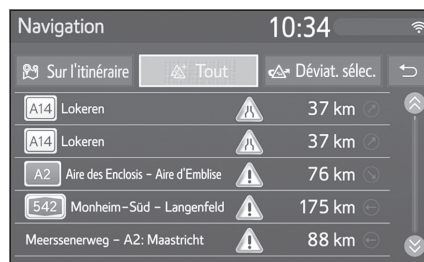 Navigation 10:34
Sur l'itinéraire Tout Déviat. sélec.
A14 Lokeren 37 km
A14 Lokeren 37 km
A2 Aire des Enclosis – Aire d'Emblise 76 km
542 Monheim–Süd – Langenfeld 175 km
Meerssenerweg – A2: Maastricht 88 km